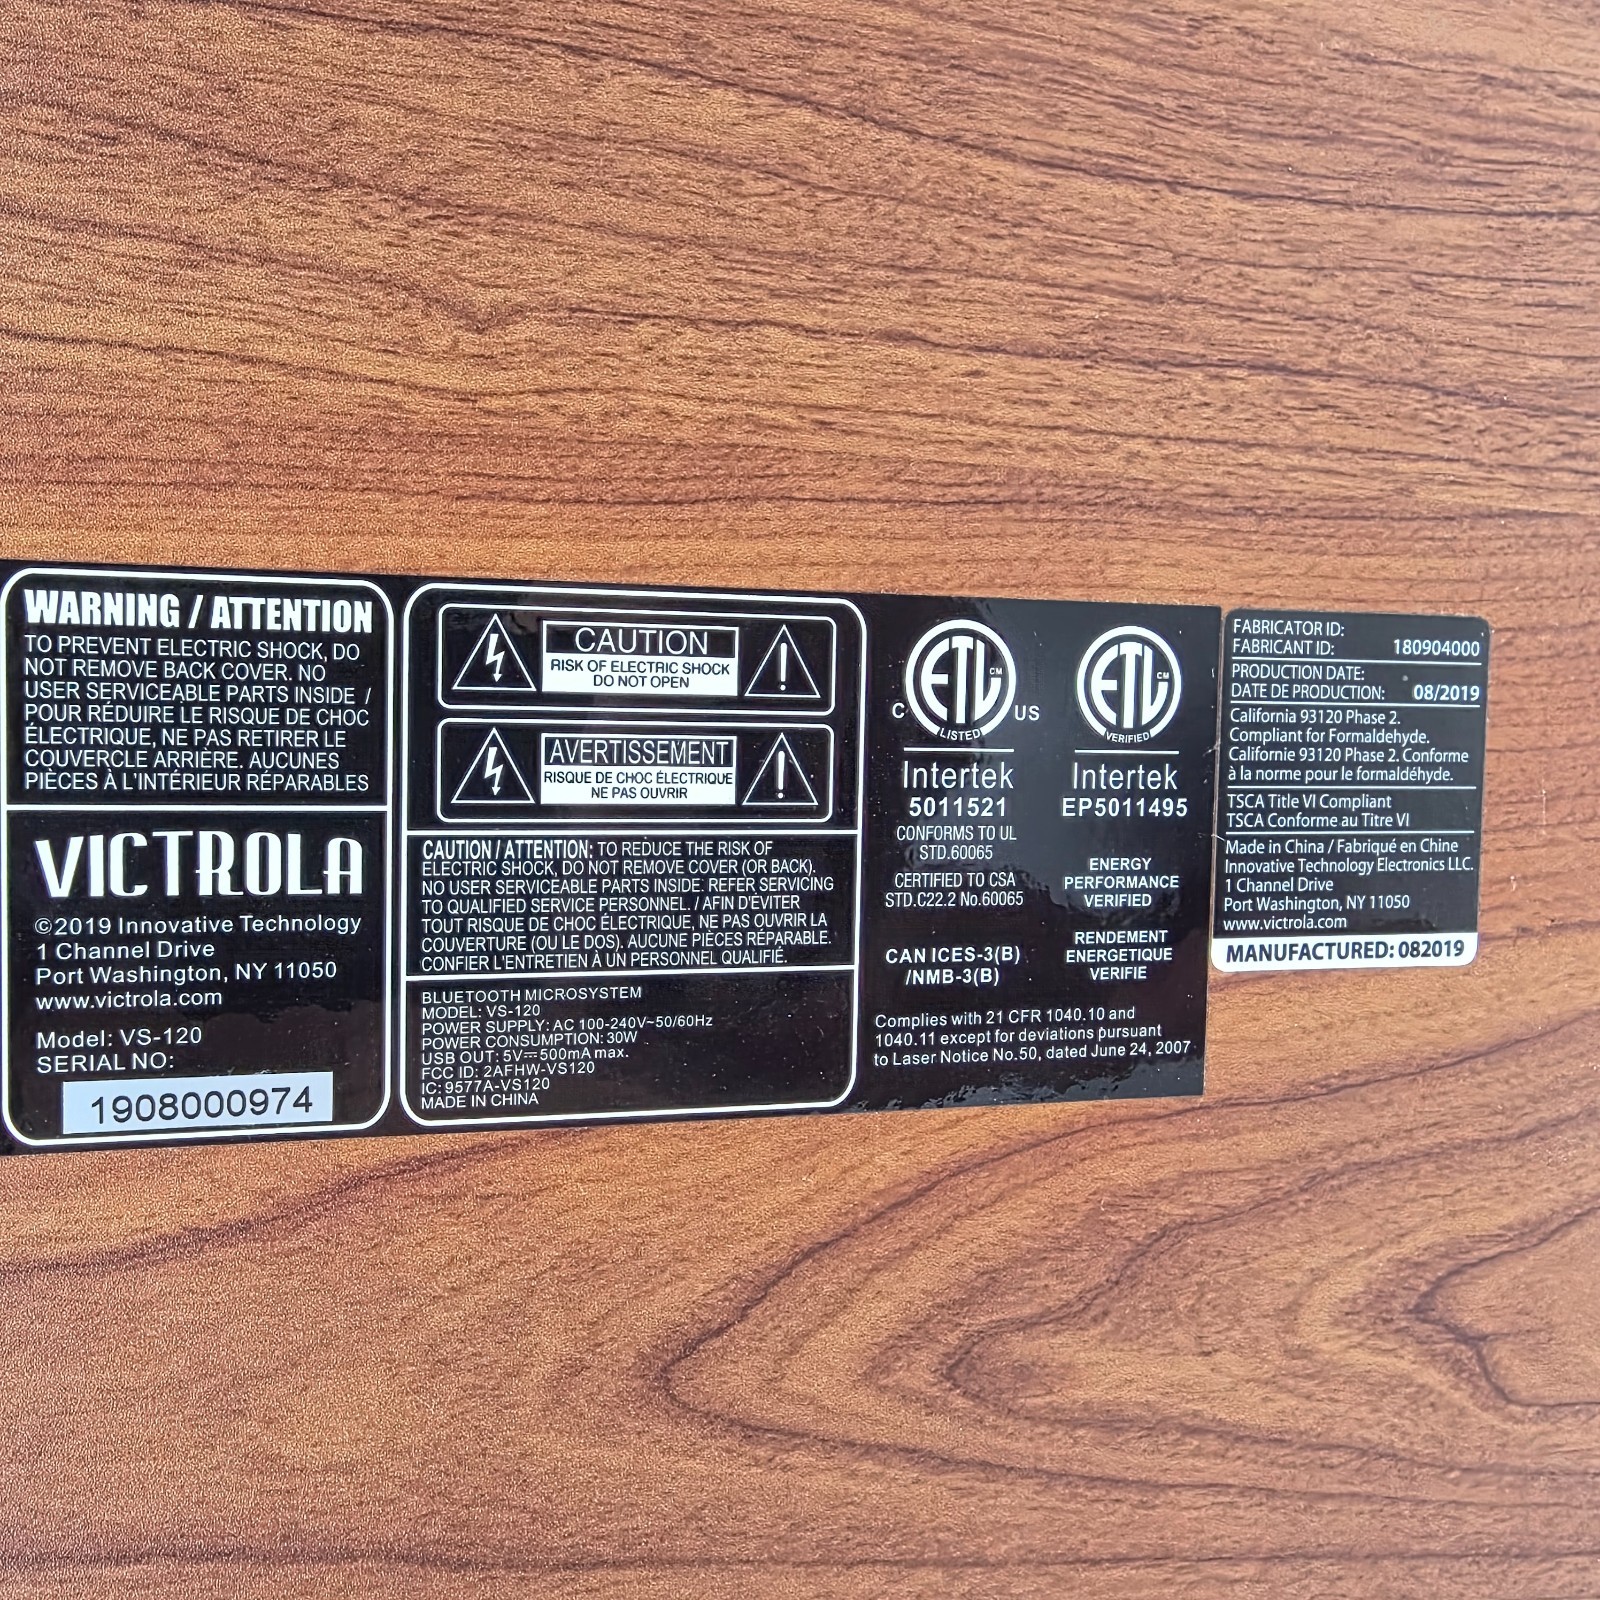 WARNING / ATTENTION
TO PREVENT ELECTRIC SHOCK, DO
NOT REMOVE BACK COVER. NO
USER SERVICEABLE PARTS INSIDE /
POUR RÉDUIRE LE RISQUE DE CHOC
ÉLECTRIQUE, NE PAS RETIRER LE
COUVERCLE ARRIÈRE. AUCUNES
PIÈCES À L'INTÉRIEUR RÉPARABLES
VICTROLA
©2019 Innovative Technology
1 Channel Drive
Port Washington, NY 11050
www.victrola.com
Model: VS-120
SERIAL NO:
1908000974
CAUTION
RISK OF ELECTRIC SHOCK
DO NOT OPEN
AVERTISSEMENT
RISQUE DE CHOC ÉLECTRIQUE
NE PAS OUVRIR
CAUTION / ATTENTION: TO REDUCE THE RISK OF
ELECTRIC SHOCK, DO NOT REMOVE COVER (OR BACK).
NO USER SERVICEABLE PARTS INSIDE. REFER SERVICING
TO QUALIFIED SERVICE PERSONNEL. / AFIN D'ÉVITER
TOUT RISQUE DE CHOC ÉLECTRIQUE, NE PAS OUVRIR LA
COUVERTURE (OU LE DOS). AUCUNE PIÈCES RÉPARABLE.
CONFIER L'ENTRETIEN À UN PERSONNEL QUALIFIÉ.
BLUETOOTH MICROSYSTEM
MODEL: VS-120
POWER SUPPLY: AC 100-240V~50/60Hz
POWER CONSUMPTION: 30W
USB OUT: 5V⎓500mA max.
FCC ID: 2AFHW-VS120
IC: 9577A-VS120
MADE IN CHINA
ETL CM
C US
LISTED
Intertek
5011521
CONFORMS TO UL
STD.60065
CERTIFIED TO CSA
STD.C22.2 No.60065
CAN ICES-3(B)
/NMB-3(B)
ETL CM
VERIFIED
Intertek
EP5011495
ENERGY
PERFORMANCE
VERIFIED
RENDEMENT
ENERGETIQUE
VERIFIE
Complies with 21 CFR 1040.10 and
1040.11 except for deviations pursuant
to Laser Notice No.50, dated June 24, 2007
FABRICATOR ID:
FABRICANT ID: 180904000
PRODUCTION DATE:
DATE DE PRODUCTION: 08/2019
California 93120 Phase 2.
Compliant for Formaldehyde.
California 93120 Phase 2. Conforme
à la norme pour le formaldéhyde.
TSCA Title VI Compliant
TSCA Conforme au Titre VI
Made in China / Fabriqué en Chine
Innovative Technology Electronics LLC.
1 Channel Drive
Port Washington, NY 11050
www.victrola.com
MANUFACTURED: 082019